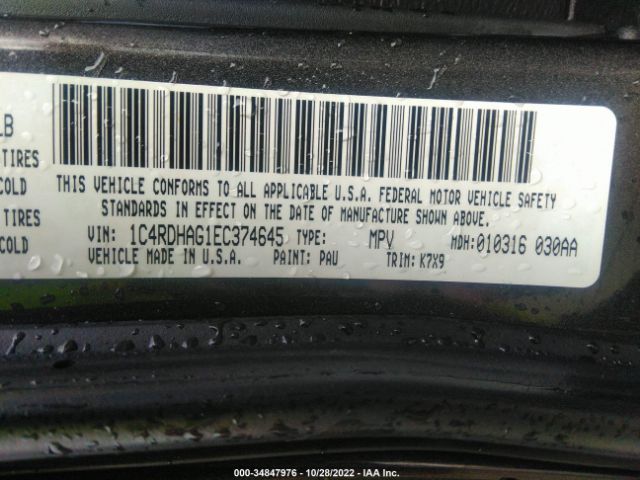 LB
TIRES
COLD
TIRES
COLD
THIS VEHICLE CONFORMS TO ALL APPLICABLE U.S.A. FEDERAL MOTOR VEHICLE SAFETY
STANDARDS IN EFFECT ON THE DATE OF MANUFACTURE SHOWN ABOVE.
VIN: 1C4RDHAG1EC374645 TYPE: MPV MDH: 010316 030AA
VEHICLE MADE IN U.S.A. PAINT: PAU TRIM: K7X9
000-34847976 | 10/28/2022 | IAA Inc.